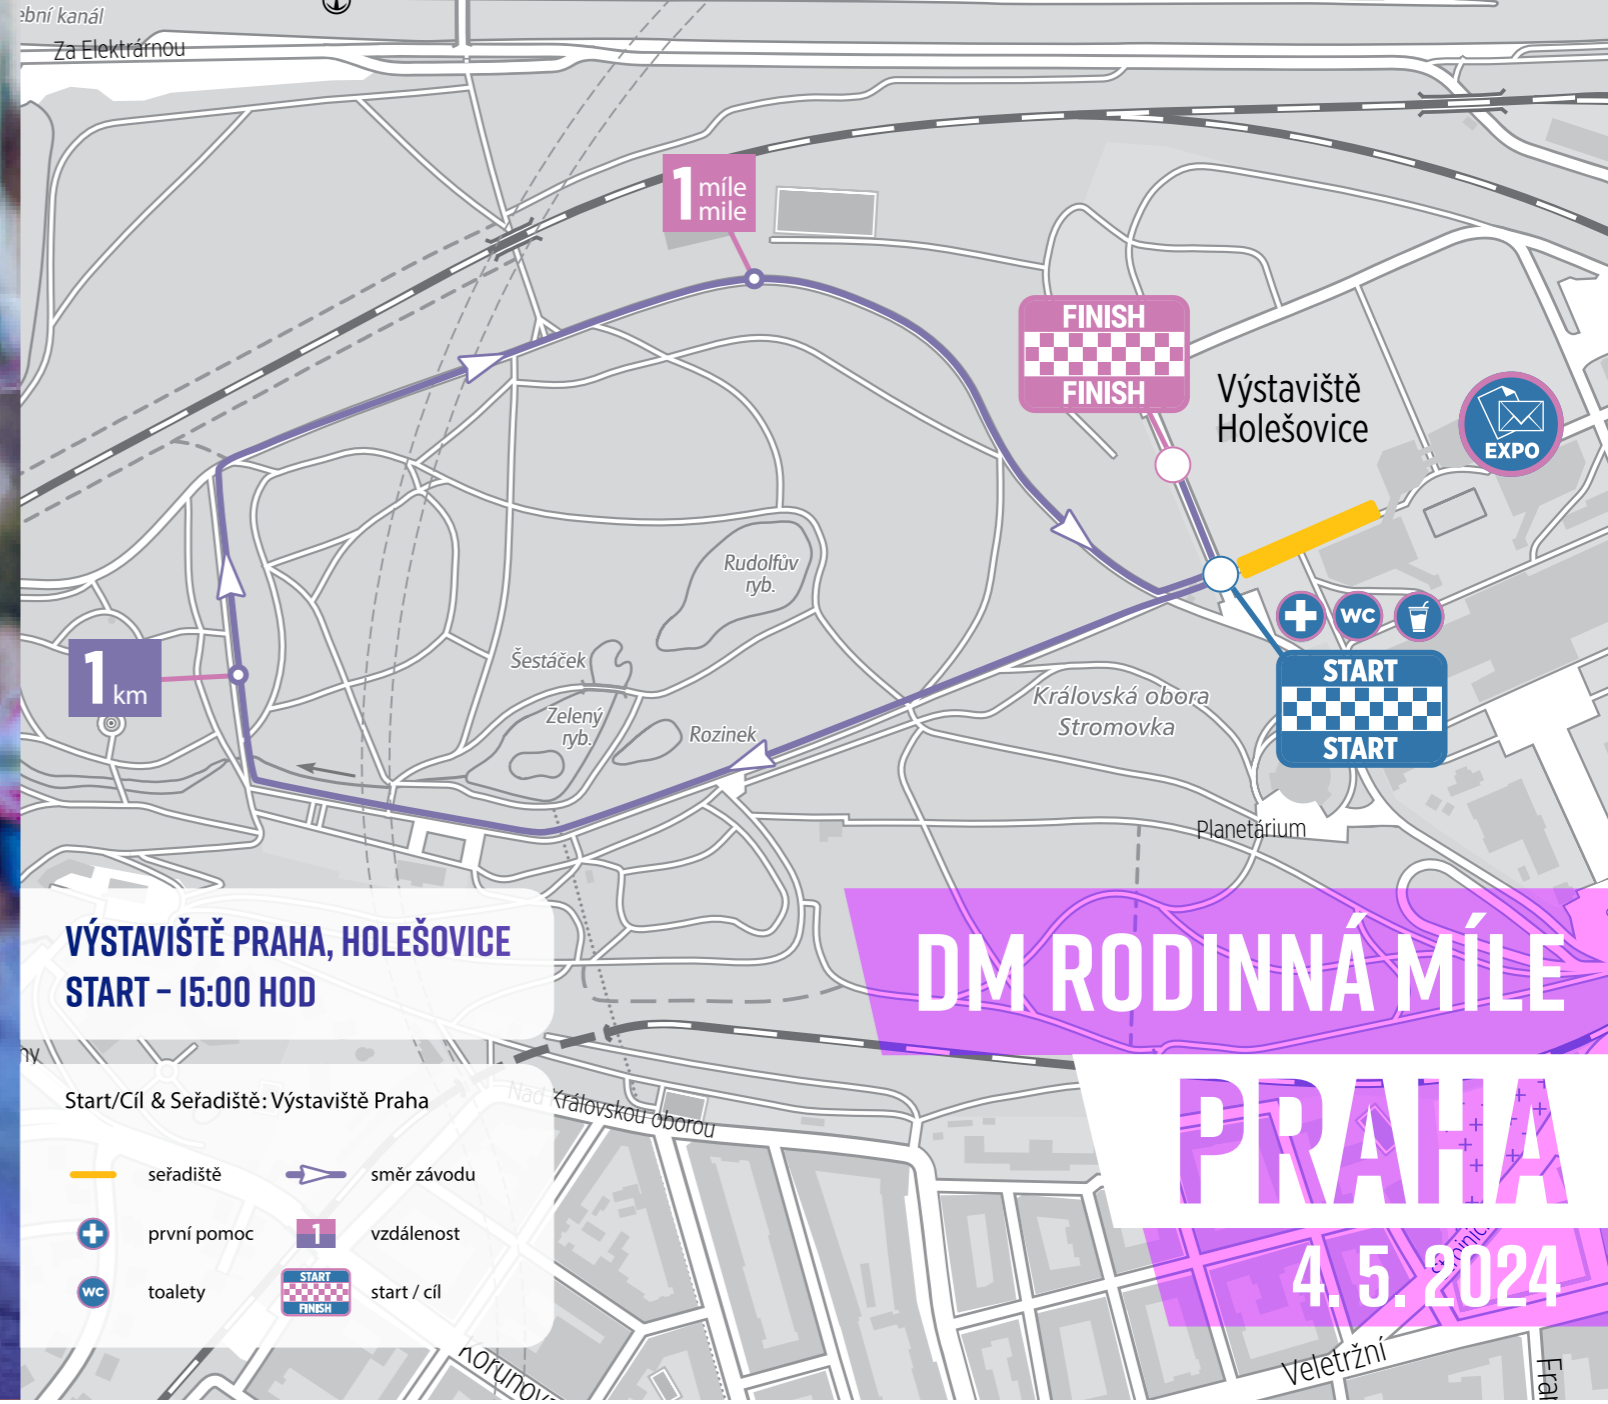 Za Elektrárnou
1 míle
mile
FINISH
FINISH
Výstaviště
Holešovice
EXPO
Rudolfův
ryb.
WC
1 km
Šestáček
START
START
Královská obora
Stromovka
Zelený
ryb.
Rozinek
Planetárium
VÝSTAVIŠTĚ PRAHA, HOLEŠOVICE
START – 15:00 HOD
DM RODINNÁ MÍLE
PRAHA
4. 5. 2024
Nad Královskou oborou
Start/Cíl & Seřadiště: Výstaviště Praha
seřadiště
směr závodu
první pomoc
1
vzdálenost
WC
toalety
START
FINISH
start / cíl
Veletržní